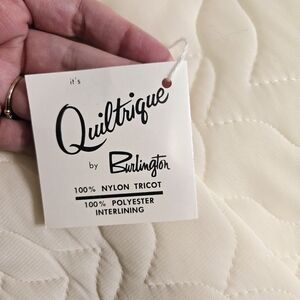 it's
Quiltrique
by Burlington
100% NYLON TRICOT
100% POLYESTER
INTERLINING